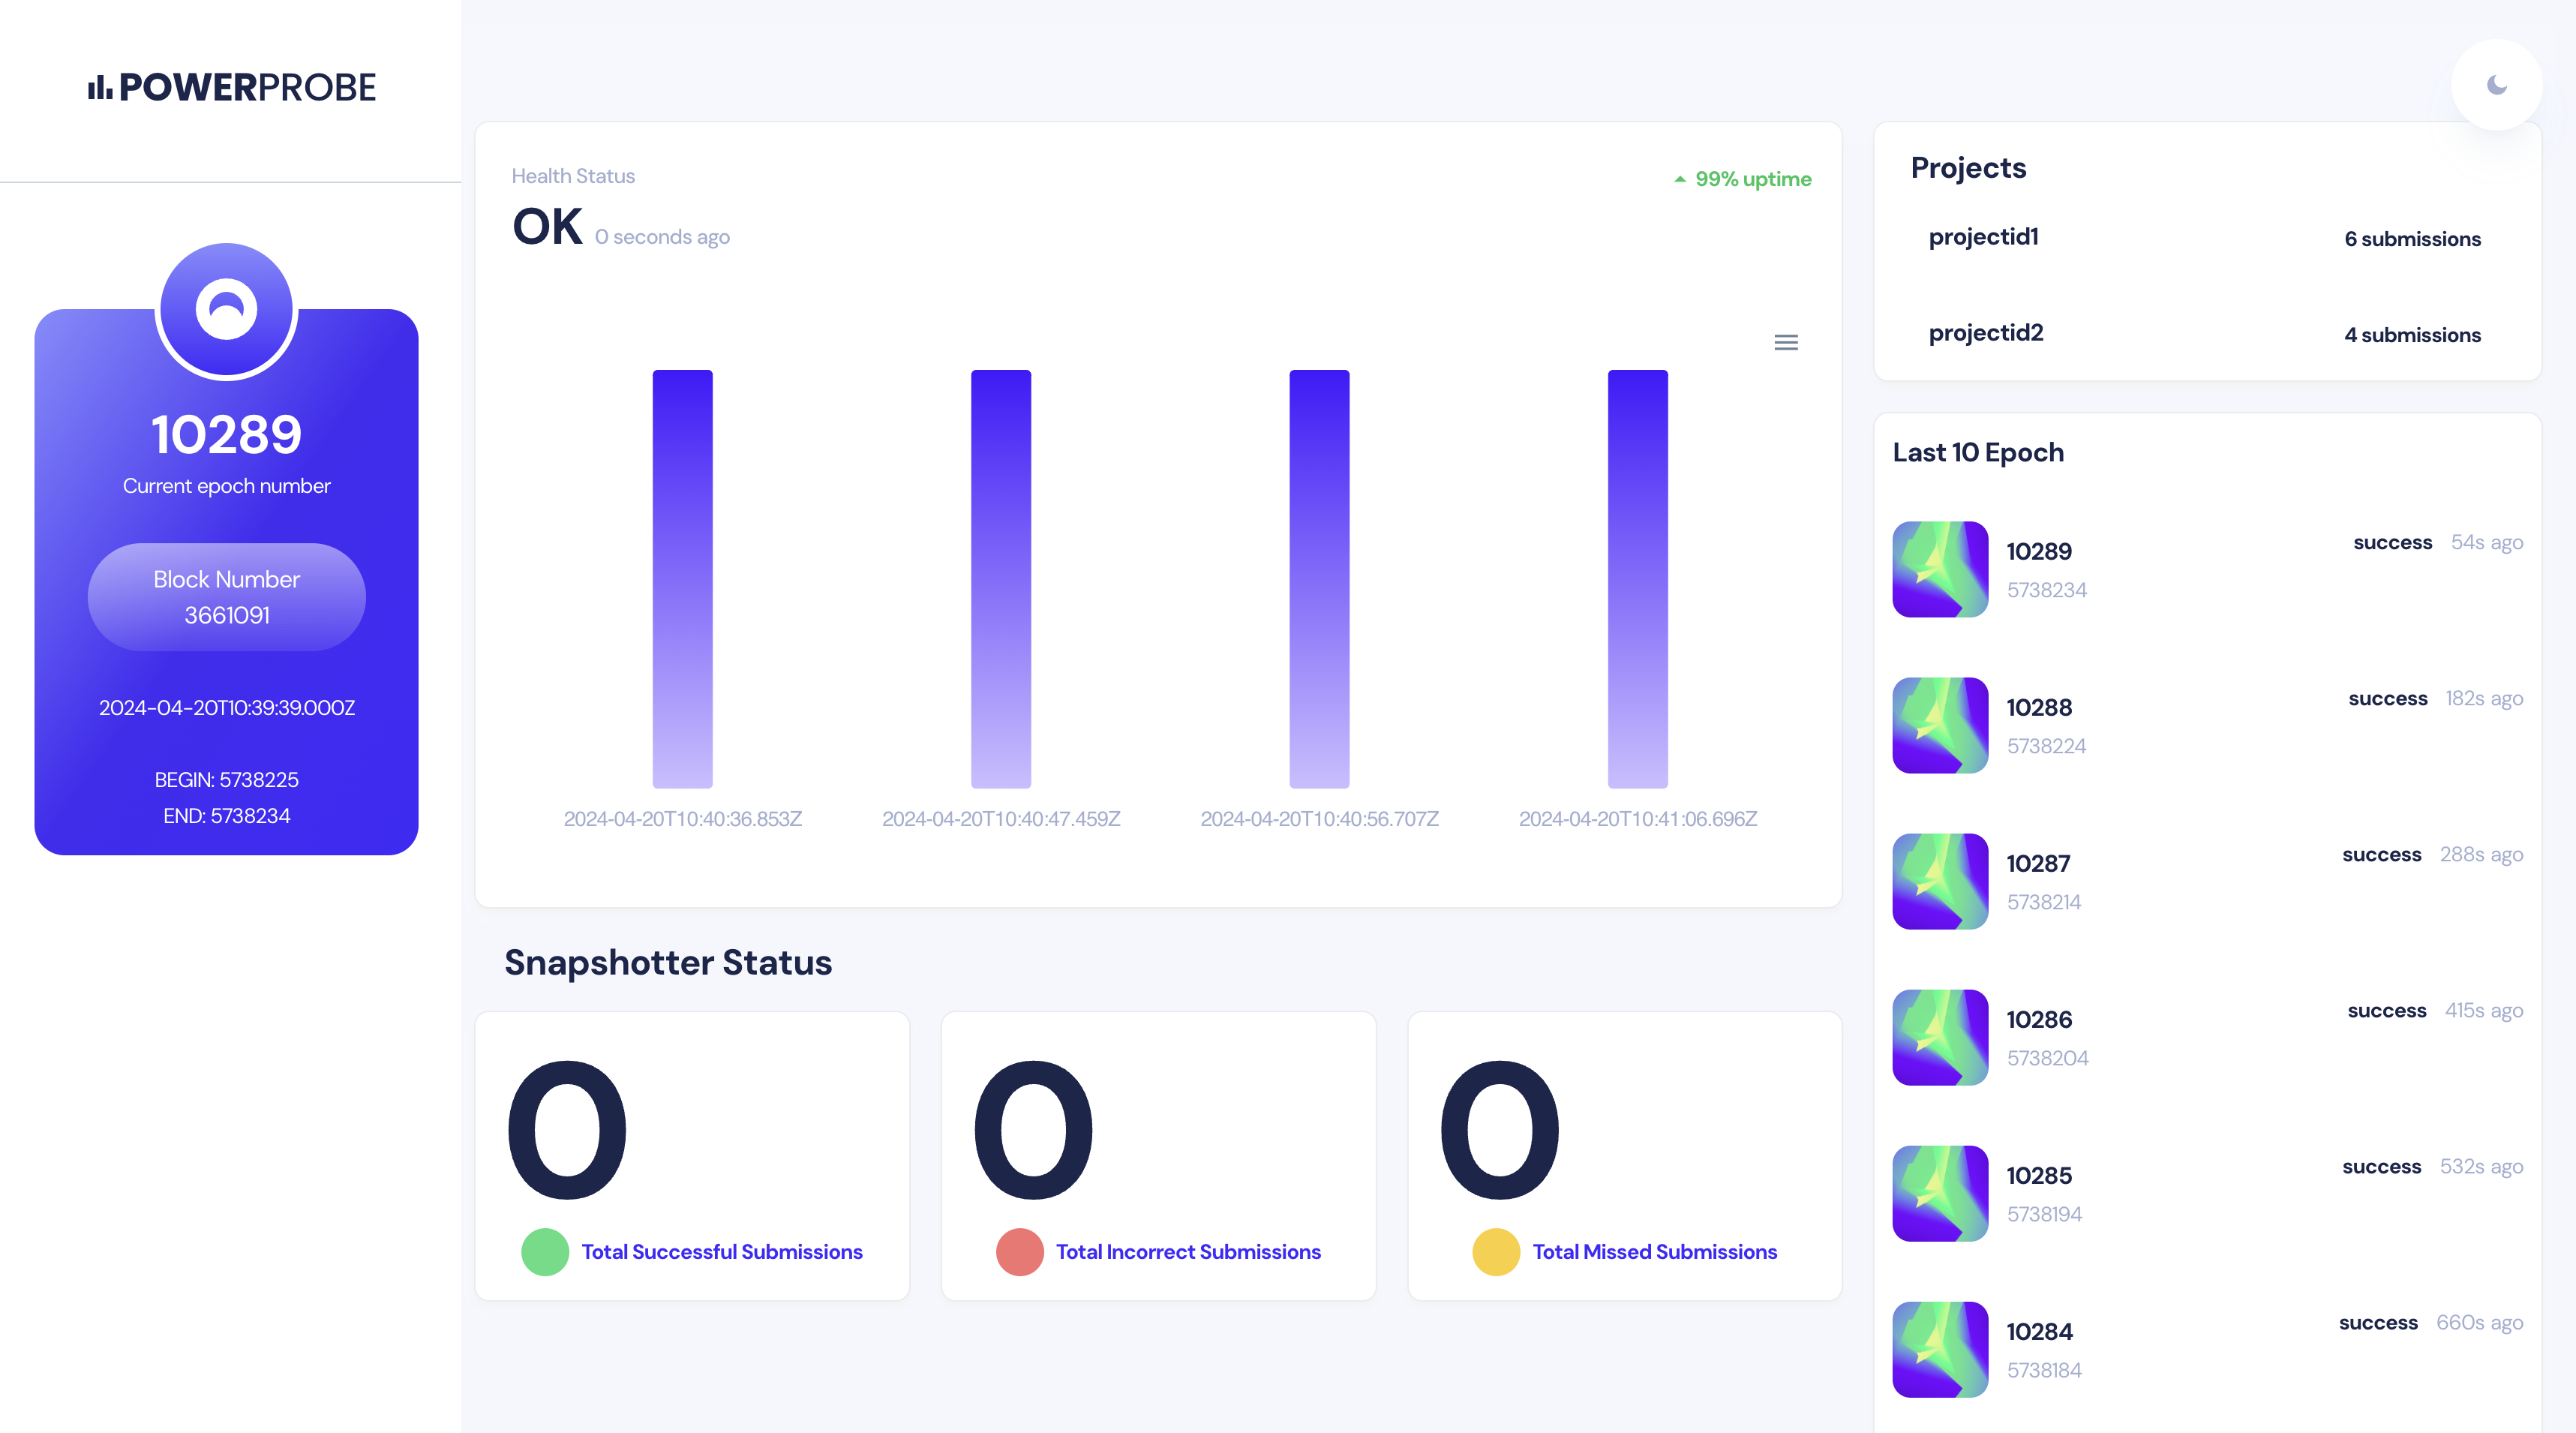 POWERPROBE
10289
Current epoch number
Block Number
3661091
2024-04-20T10:39:39.000Z
BEGIN: 5738225
END: 5738234
Health Status
99% uptime
OK 0 seconds ago
2024-04-20T10:40:36.853Z
2024-04-20T10:40:47.459Z
2024-04-20T10:40:56.707Z
2024-04-20T10:41:06.696Z
Snapshotter Status
0
Total Successful Submissions
0
Total Incorrect Submissions
0
Total Missed Submissions
Projects
projectid1 6 submissions
projectid2 4 submissions
Last 10 Epoch
10289 success 54s ago
5738234
10288 success 182s ago
5738224
10287 success 288s ago
5738214
10286 success 415s ago
5738204
10285 success 532s ago
5738194
10284 success 660s ago
5738184